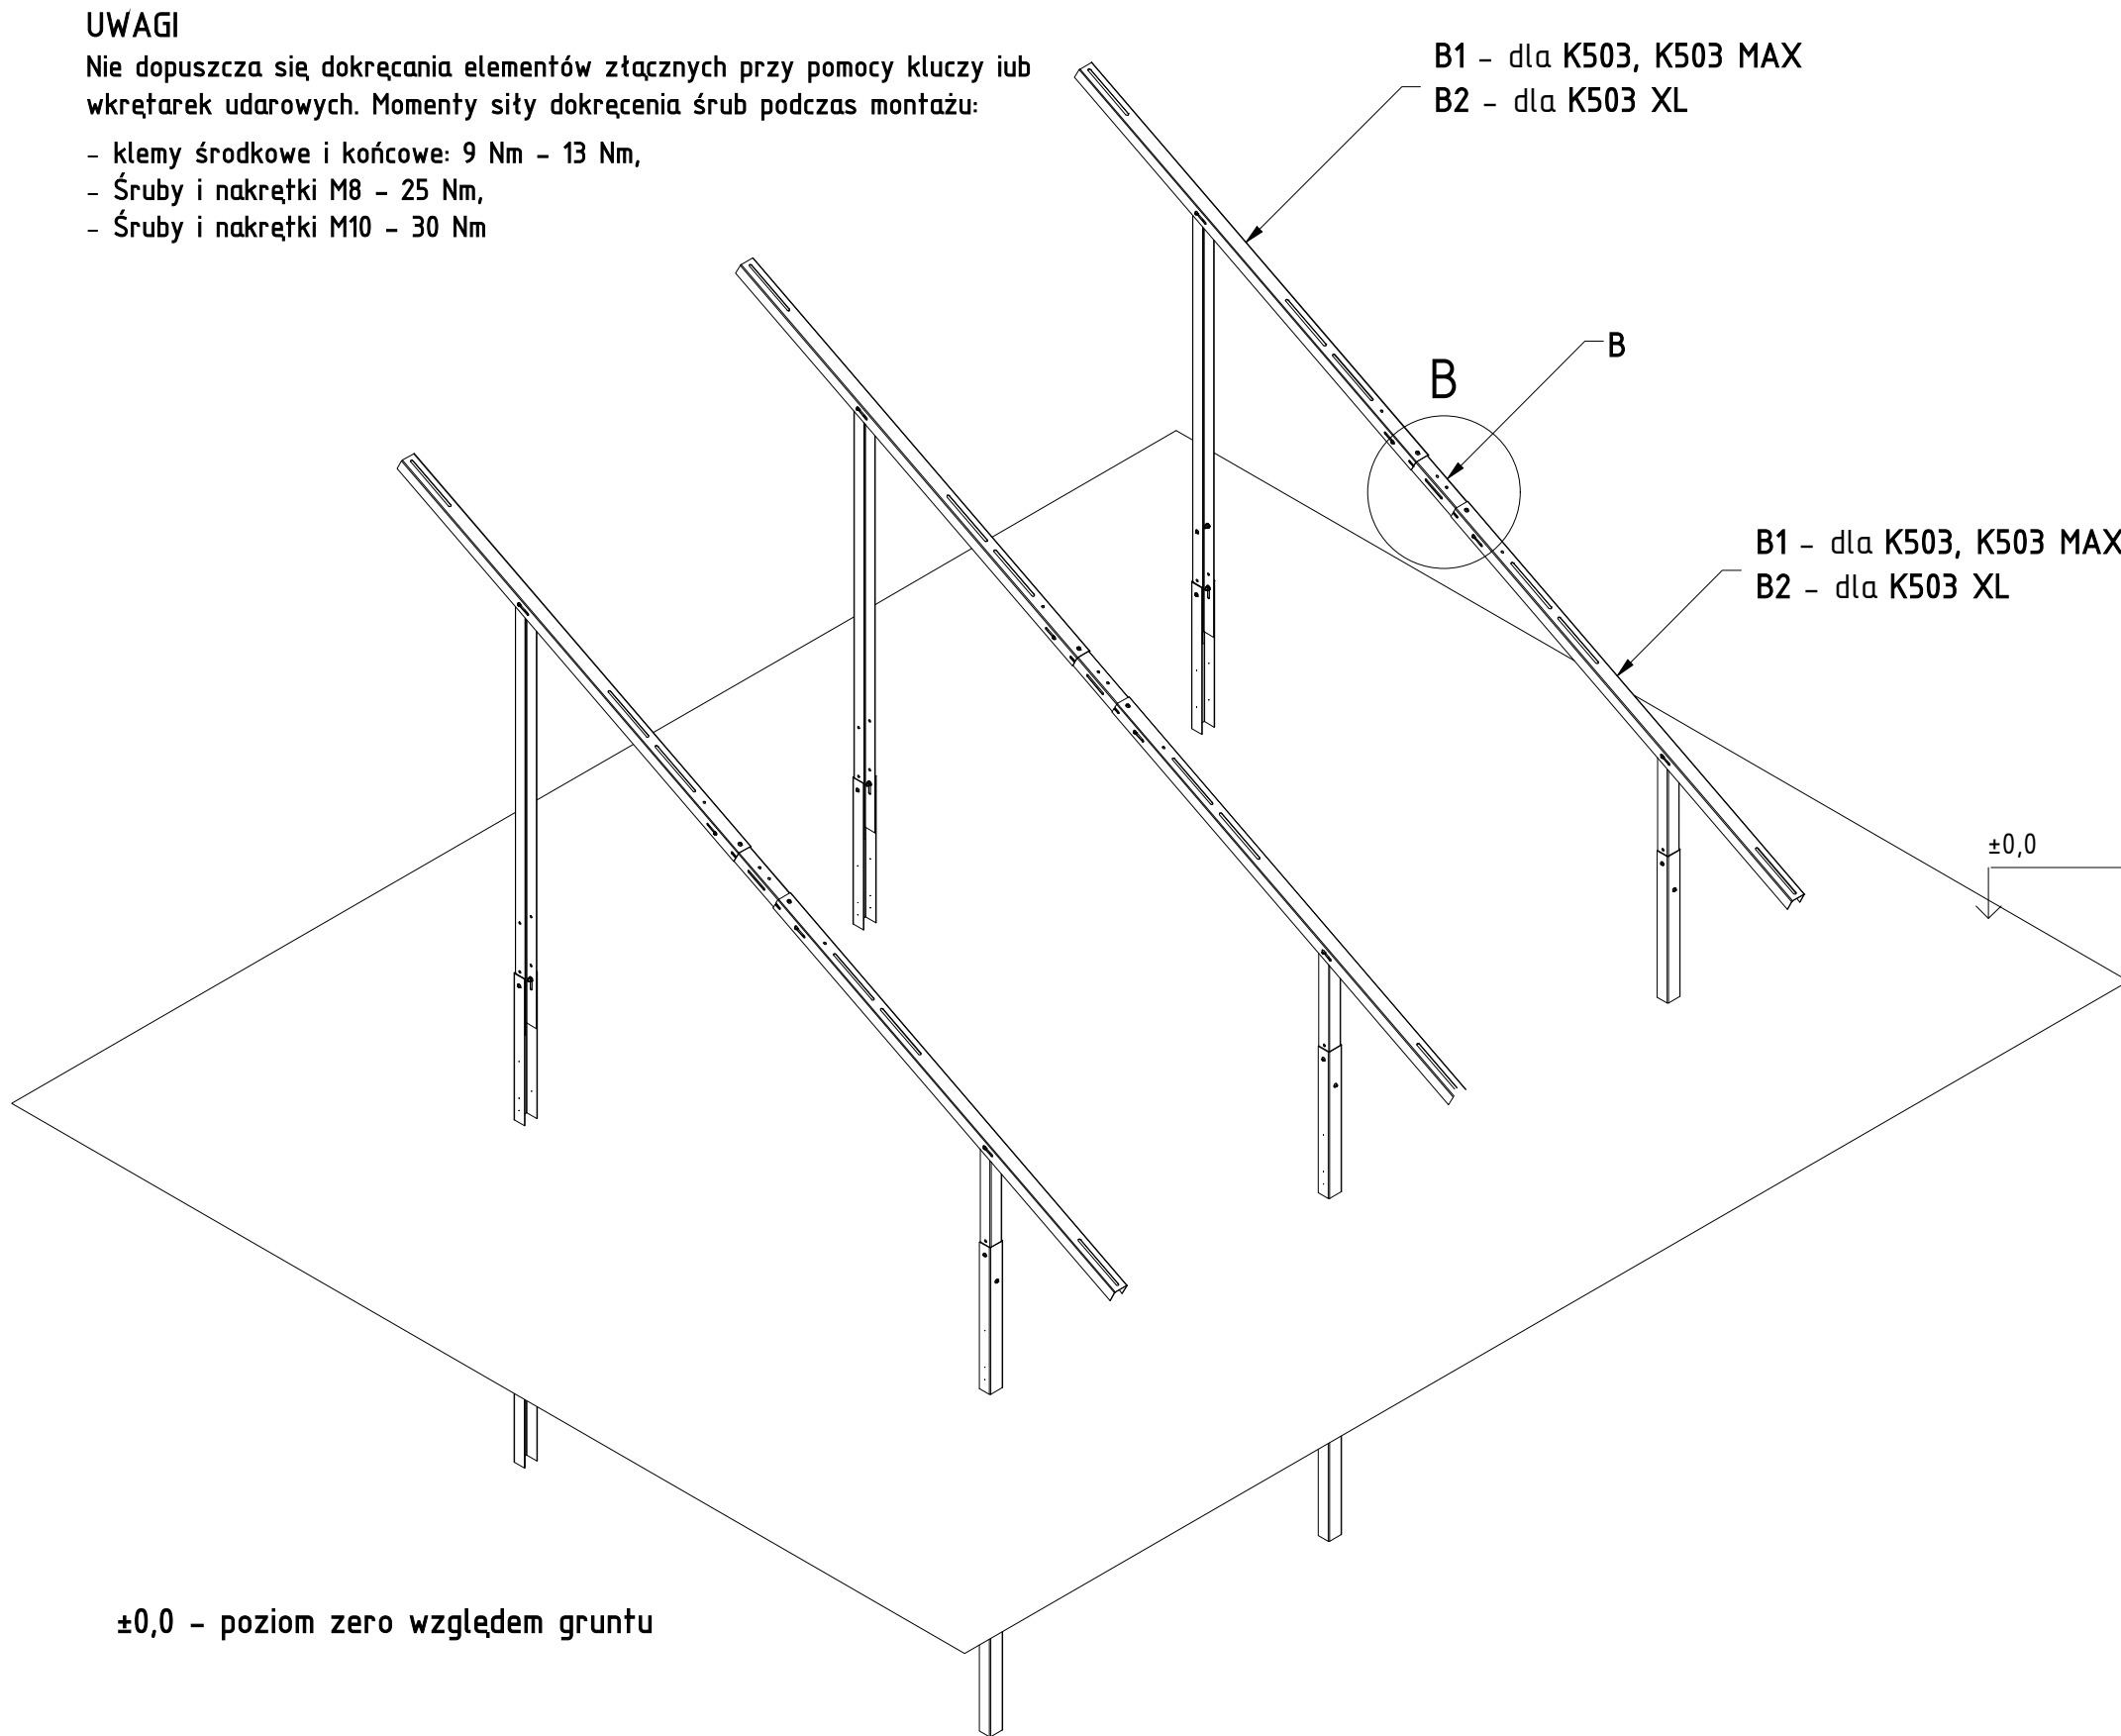 UWAGI
Nie dopuszcza się dokręcania elementów złącznych przy pomocy kluczy iub
wkrętarek udarowych. Momenty siły dokręcenia śrub podczas montażu:
- klemy środkowe i końcowe: 9 Nm - 13 Nm,
- Śruby i nakrętki M8 - 25 Nm,
- Śruby i nakrętki M10 - 30 Nm
B1 - dla K503, K503 MAX
B2 - dla K503 XL
B
B
B1 - dla K503, K503 MAX
B2 - dla K503 XL
±0,0
±0,0 - poziom zero względem gruntu